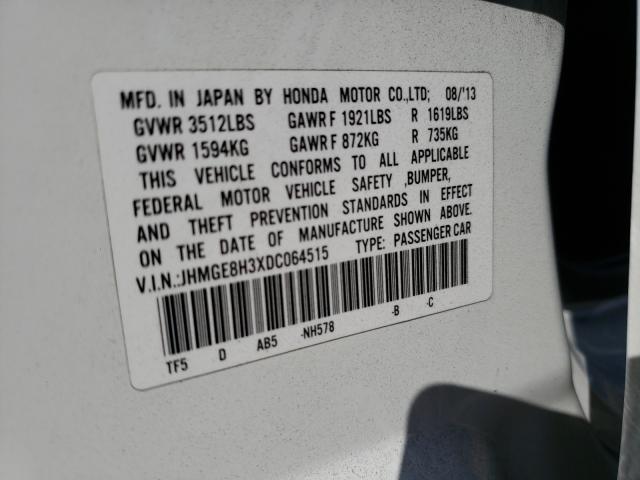 MFD. IN JAPAN BY HONDA MOTOR CO.,LTD; 08/'13
GVWR 3512LBS GAWR F 1921LBS R 1619LBS
GVWR 1594KG GAWR F 872KG R 735KG
THIS VEHICLE CONFORMS TO ALL APPLICABLE
FEDERAL MOTOR VEHICLE SAFETY ,BUMPER,
AND THEFT PREVENTION STANDARDS IN EFFECT
ON THE DATE OF MANUFACTURE SHOWN ABOVE.
V.I.N.:JHMGE8H3XDC064515 TYPE: PASSENGER CAR
TF5 D AB5 -NH578 -B -C